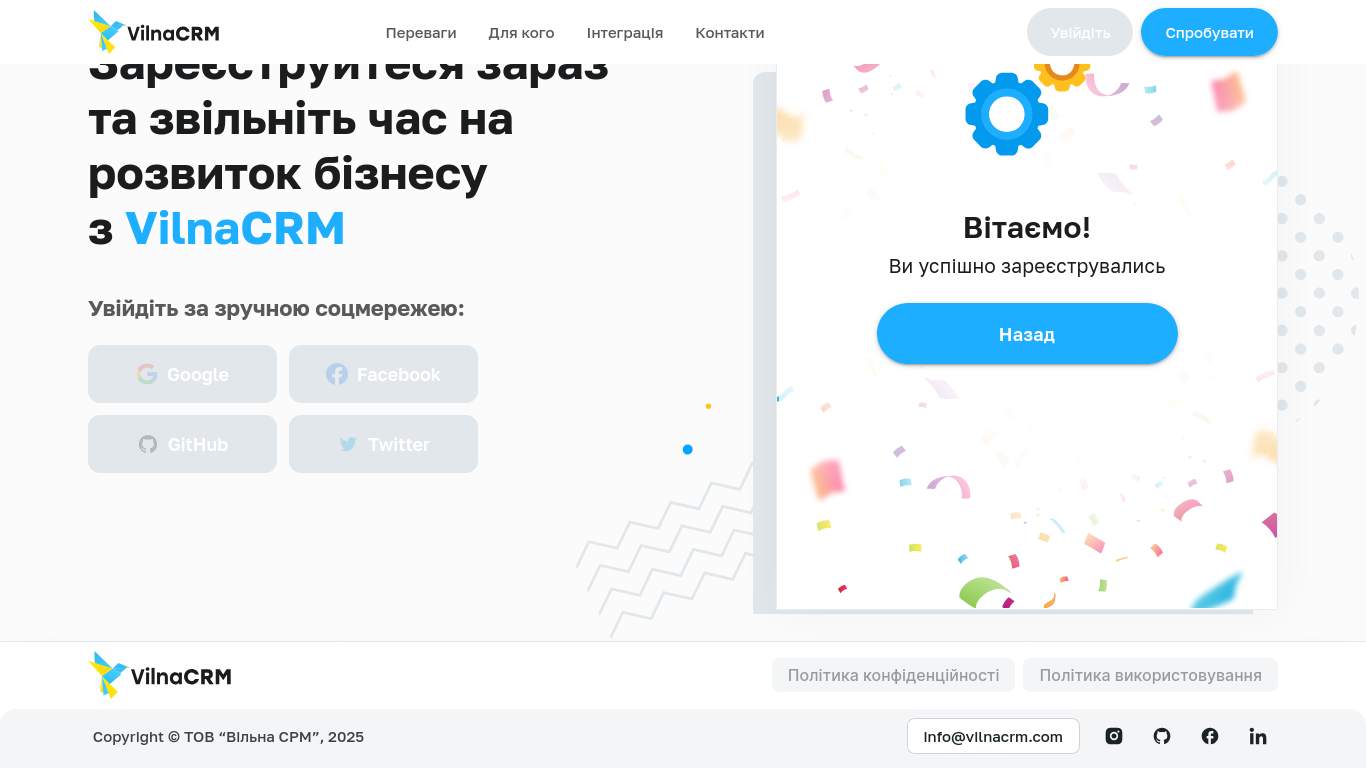 VilnaCRM
Переваги
Для кого
Інтеграція
Контакти
Увійдіть
Спробувати
Зареєструйтеся зараз
та звільніть час на
розвиток бізнесу
з VilnaCRM
Увійдіть за зручною соцмережею:
Google
Facebook
GitHub
Twitter
Вітаємо!
Ви успішно зареєструвались
Назад
VilnaCRM
Політика конфіденційності
Політика використовування
Copyright © ТОВ “Вільна СРМ”, 2025
info@vilnacrm.com